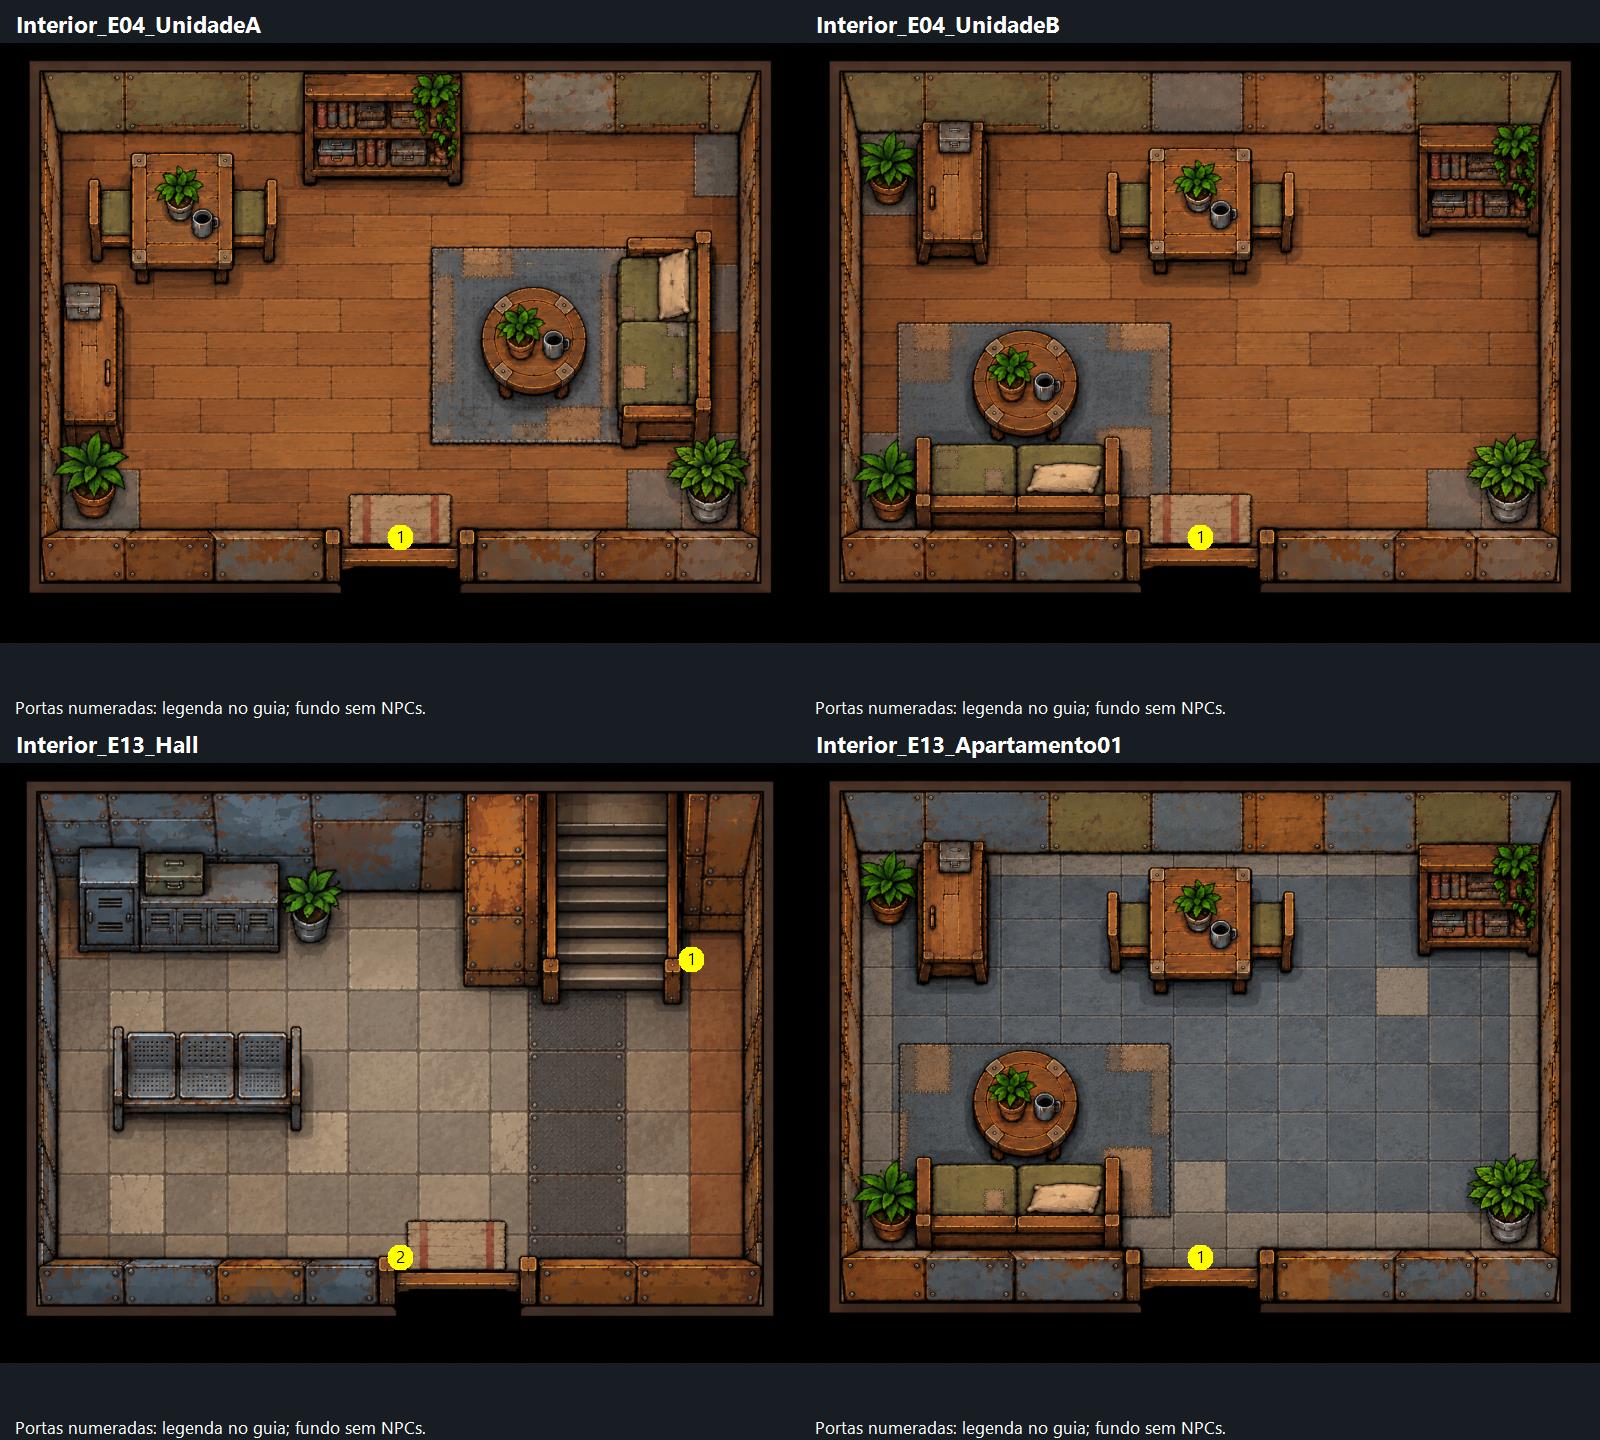 Interior_E04_UnidadeA
Interior_E04_UnidadeB
1
1
Portas numeradas: legenda no guia; fundo sem NPCs.
Portas numeradas: legenda no guia; fundo sem NPCs.
Interior_E13_Hall
Interior_E13_Apartamento01
1
2
1
Portas numeradas: legenda no guia; fundo sem NPCs.
Portas numeradas: legenda no guia; fundo sem NPCs.